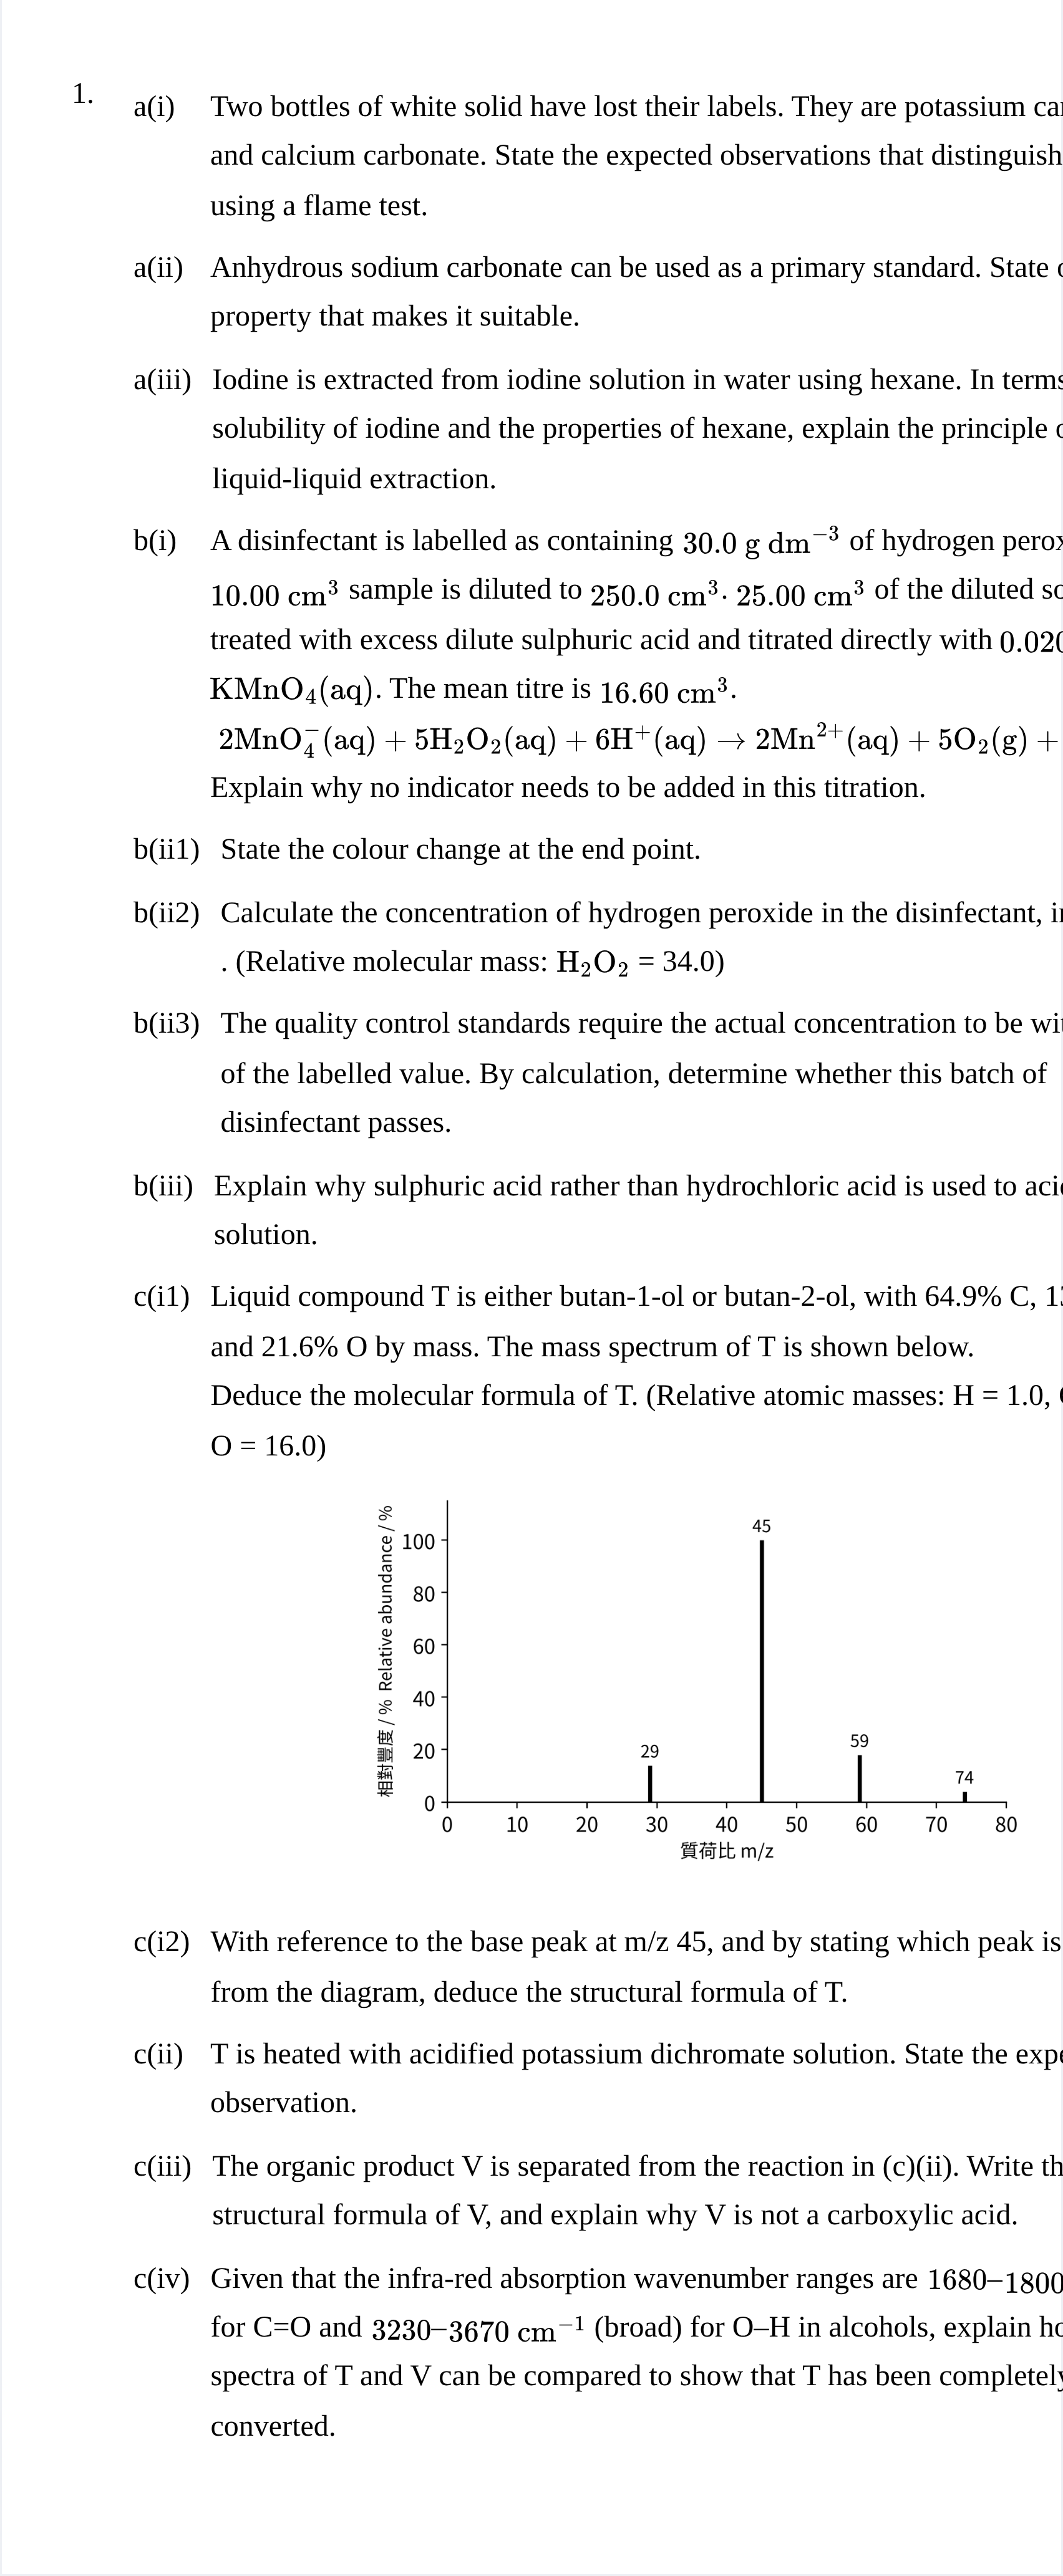 1.
a(i) Two bottles of white solid have lost their labels. They are potassium
and calcium carbonate. State the expected observations that distinguish
using a flame test.
a(ii) Anhydrous sodium carbonate can be used as a primary standard. State
property that makes it suitable.
a(iii) Iodine is extracted from iodine solution in water using hexane. In terms
solubility of iodine and the properties of hexane, explain the principle
liquid-liquid extraction.
b(i) A disinfectant is labelled as containing 30.0 g dm⁻³ of hydrogen
10.00 cm³ sample is diluted to 250.0 cm³. 25.00 cm³ of the diluted
treated with excess dilute sulphuric acid and titrated directly with 0.020
KMnO₄(aq). The mean titre is 16.60 cm³.
2MnO₄⁻(aq) + 5H₂O₂(aq) + 6H⁺(aq) → 2Mn²⁺(aq) + 5O₂(g) +
Explain why no indicator needs to be added in this titration.
b(ii1) State the colour change at the end point.
b(ii2) Calculate the concentration of hydrogen peroxide in the disinfectant,
. (Relative molecular mass: H₂O₂ = 34.0)
b(ii3) The quality control standards require the actual concentration to be
of the labelled value. By calculation, determine whether this batch of
disinfectant passes.
b(iii) Explain why sulphuric acid rather than hydrochloric acid is used to
solution.
c(i1) Liquid compound T is either butan-1-ol or butan-2-ol, with 64.9% C,
and 21.6% O by mass. The mass spectrum of T is shown below.
Deduce the molecular formula of T. (Relative atomic masses: H = 1.0,
O = 16.0)
相對豐度 / % Relative abundance / %
100
80
60
40
20
0
45
29
59
74
0 10 20 30 40 50 60 70 80
質荷比 m/z
c(i2) With reference to the base peak at m/z 45, and by stating which peak is
from the diagram, deduce the structural formula of T.
c(ii) T is heated with acidified potassium dichromate solution. State the
observation.
c(iii) The organic product V is separated from the reaction in (c)(ii). Write
structural formula of V, and explain why V is not a carboxylic acid.
c(iv) Given that the infra-red absorption wavenumber ranges are 1680–1800
for C=O and 3230–3670 cm⁻¹ (broad) for O–H in alcohols, explain
spectra of T and V can be compared to show that T has been completely
converted.